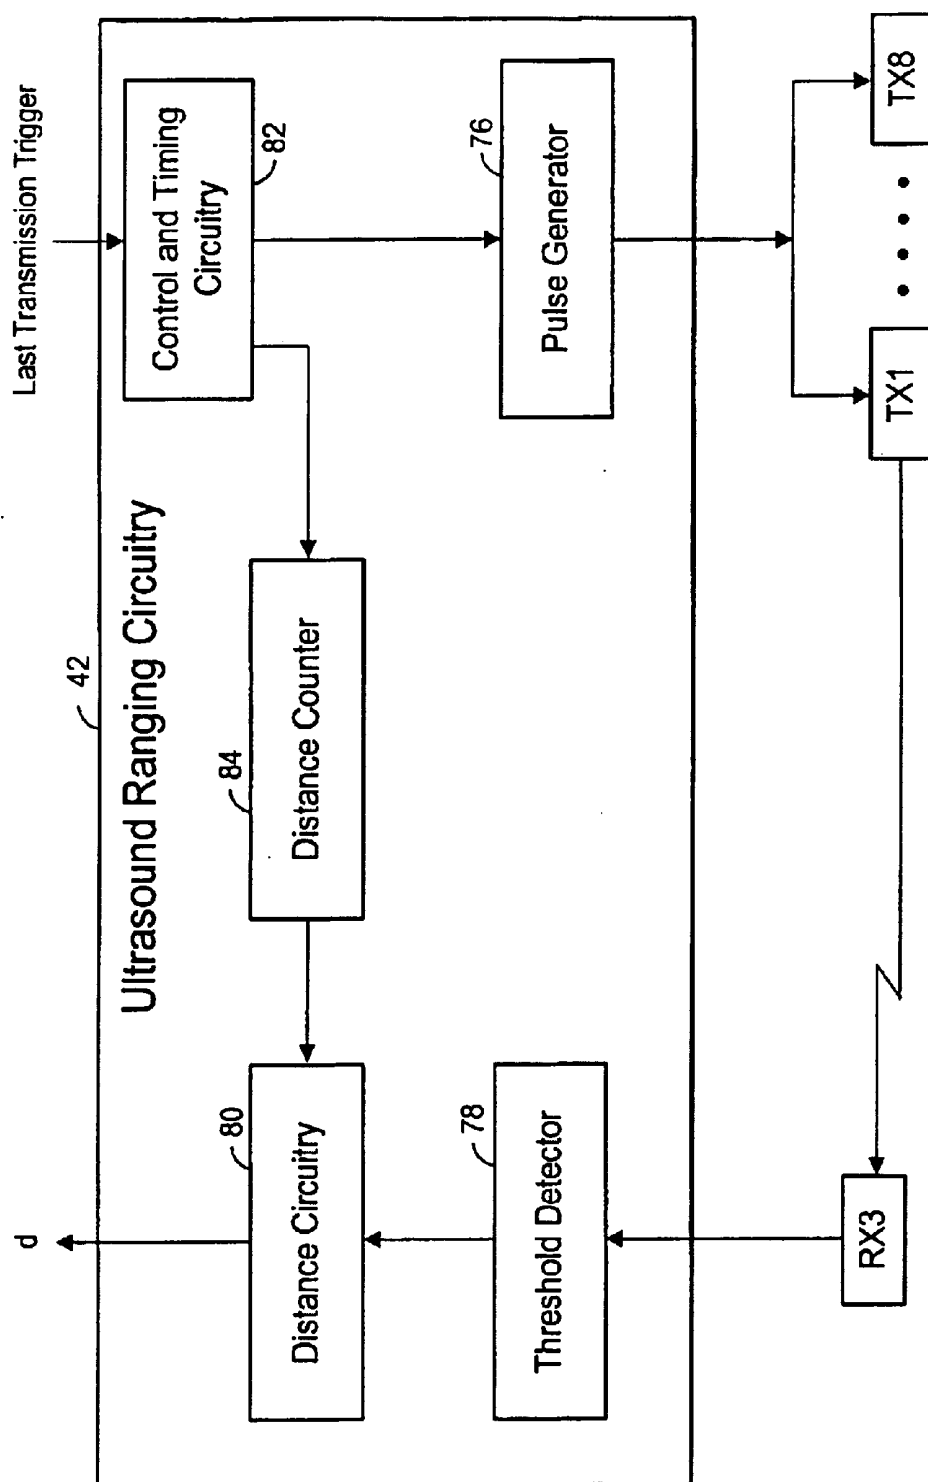 Last Transmission Trigger
d
42
Ultrasound Ranging Circuitry
82
Control and Timing
Circuitry
84
Distance Counter
80
Distance Circuitry
76
Pulse Generator
78
Threshold Detector
TX1
TX8
RX3